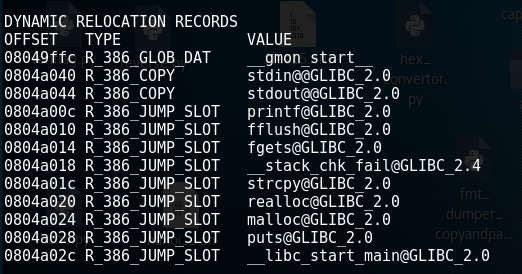 DYNAMIC RELOCATION RECORDS
OFFSET   TYPE              VALUE
08049ffc R_386_GLOB_DAT    __gmon_start__
0804a040 R_386_COPY        stdin@@GLIBC_2.0
0804a044 R_386_COPY        stdout@@GLIBC_2.0
0804a00c R_386_JUMP_SLOT   printf@GLIBC_2.0
0804a010 R_386_JUMP_SLOT   fflush@GLIBC_2.0
0804a014 R_386_JUMP_SLOT   fgets@GLIBC_2.0
0804a018 R_386_JUMP_SLOT   __stack_chk_fail@GLIBC_2.4
0804a01c R_386_JUMP_SLOT   strcpy@GLIBC_2.0
0804a020 R_386_JUMP_SLOT   realloc@GLIBC_2.0
0804a024 R_386_JUMP_SLOT   malloc@GLIBC_2.0
0804a028 R_386_JUMP_SLOT   puts@GLIBC_2.0
0804a02c R_386_JUMP_SLOT   __libc_start_main@GLIBC_2.0
cap
hex_
convertor.
py
fmt_
dumper_
copyandpa...